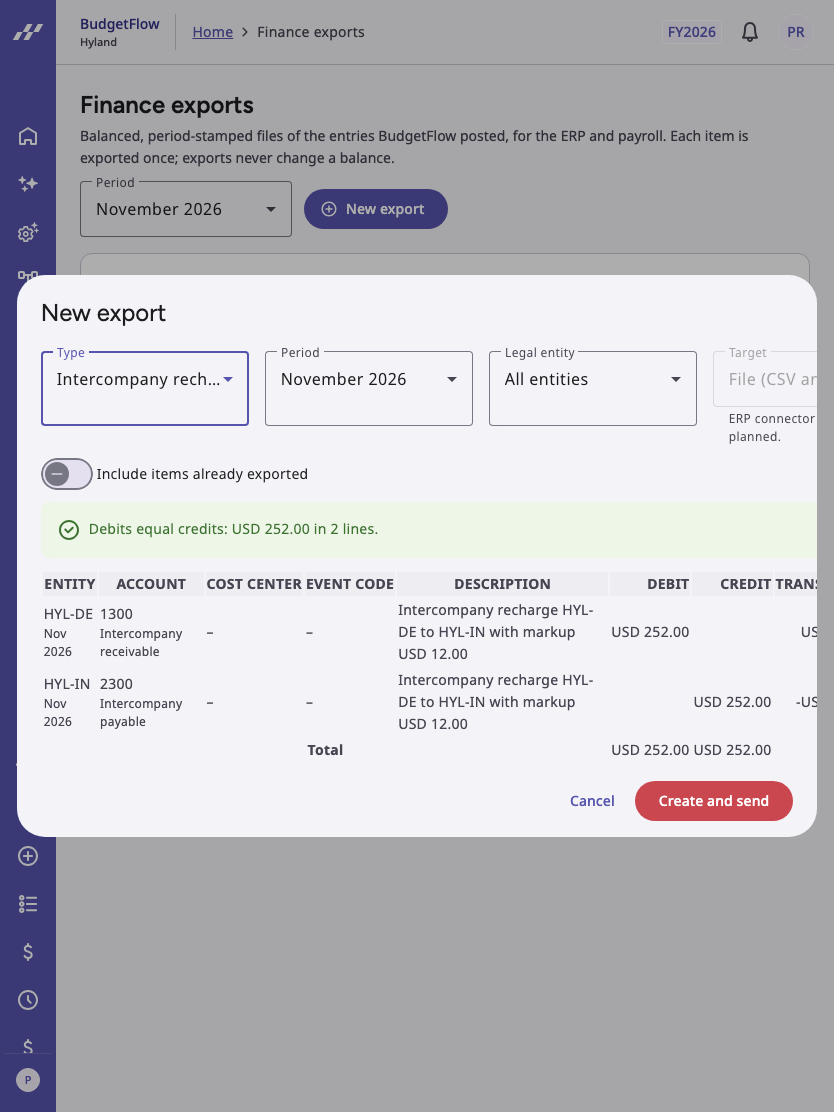 BudgetFlow
Hyland
Home > Finance exports
FY2026
PR
Finance exports
Balanced, period-stamped files of the entries BudgetFlow posted, for the ERP and payroll. Each item is
exported once; exports never change a balance.
Period
November 2026
New export
New export
Type
Intercompany rech...
Period
November 2026
Legal entity
All entities
Target
File (CSV an
ERP connector
planned.
Include items already exported
Debits equal credits: USD 252.00 in 2 lines.
ENTITY ACCOUNT COST CENTER EVENT CODE DESCRIPTION DEBIT CREDIT TRANS
HYL-DE
Nov
2026
1300
Intercompany
receivable
–
–
Intercompany recharge HYL-
DE to HYL-IN with markup
USD 12.00
USD 252.00
US
HYL-IN
Nov
2026
2300
Intercompany
payable
–
–
Intercompany recharge HYL-
DE to HYL-IN with markup
USD 12.00
USD 252.00
-US
Total USD 252.00 USD 252.00
Cancel
Create and send
P